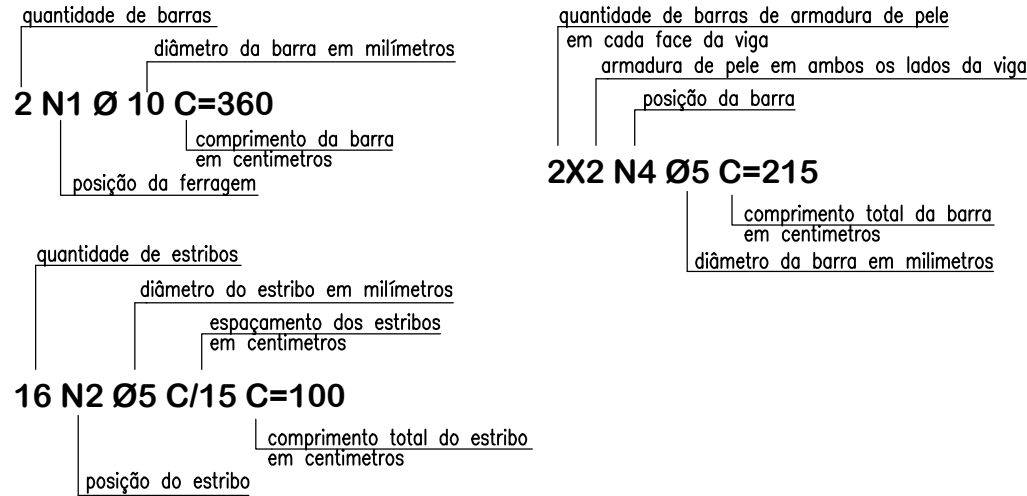 quantidade de barras
diâmetro da barra em milímetros
2 N1 Ø 10 C=360
comprimento da barra
em centimetros
posição da ferragem
quantidade de barras de armadura de pele
em cada face da viga
armadura de pele em ambos os lados da viga
posição da barra
2X2 N4 Ø5 C=215
comprimento total da barra
em centimetros
diâmetro da barra em milimetros
quantidade de estribos
diâmetro do estribo em milímetros
espaçamento dos estribos
em centimetros
16 N2 Ø5 C/15 C=100
comprimento total do estribo
em centimetros
posição do estribo